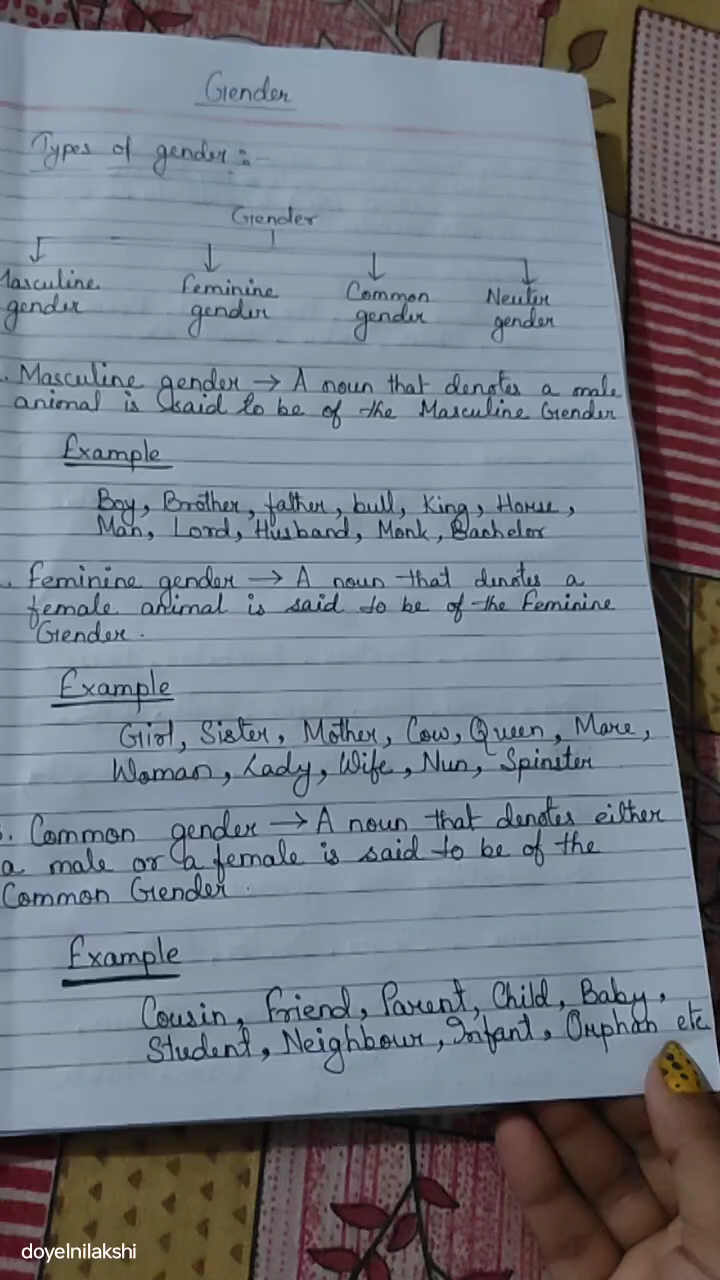 Gender
Types of gender :-
Gender
Masculine gender
Feminine gender
Common gender
Neuter gender
. Masculine gender → A noun that denotes a male
animal is said to be of the Masculine Gender
Example
Boy, Brother, father, bull, King, Horse,
Man, Lord, Husband, Monk, Bachelor
. Feminine gender → A noun that denotes a
female animal is said to be of the Feminine
Gender.
Example
Girl, Sister, Mother, Cow, Queen, Mare,
Woman, Lady, Wife, Nun, Spinster
3. Common gender → A noun that denotes either
a male or a female is said to be of the
Common Gender.
Example
Cousin, Friend, Parent, Child, Baby,
Student, Neighbour, Infant, Orphan etc
doyelnilakshi